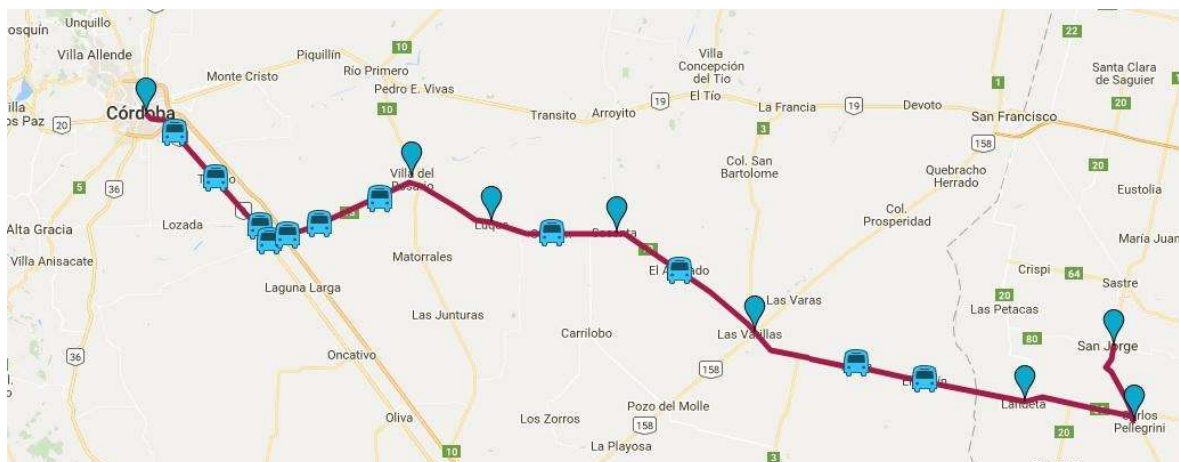 Unquillo
osquín
Villa Allende
Piquillín
10
Río Primero
Monte Cristo
Pedro E. Vivas
Villa
Concepción
del Tío
El Tío
22
Santa Clara
de Saguier
20
1
Villa
os Paz
20
Córdoba
10
Transito
Arroyito
19
La Francia
19
Devoto
San Francisco
158
3
5
36
Villa del
Col. San
Bartolome
Quebracho
Herrado
20
Eustolia
Alta Gracia
Lozada
Luque
Col.
Prosperidad
María Juan
Villa Anisacate
Matorrales
Crispi
64
Sastre
Laguna Larga
Las Varas
20
Las Petacas
Las Junturas
Carrilobo
Las Varillas
80
San Jorge
36
Oncativo
158
Landeta
Carlos
Pellegrini
Oliva
Los Zorros
Pozo del Molle
158
20
9
La Playosa
3